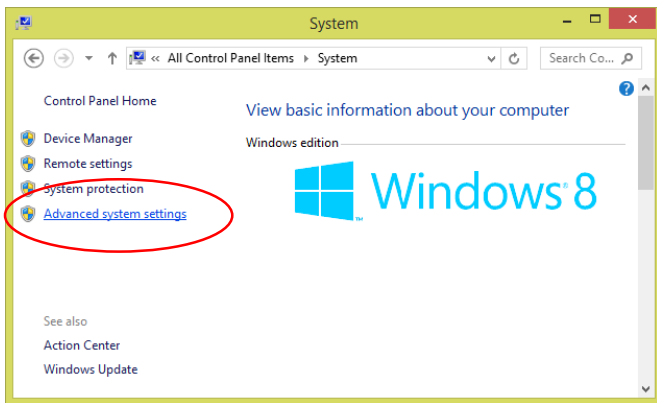 System
« All Control Panel Items System
Search Co...
Control Panel Home
View basic information about your computer
Device Manager
Windows edition
Remote settings
System protection
Advanced system settings
Windows® 8
™
See also
Action Center
Windows Update